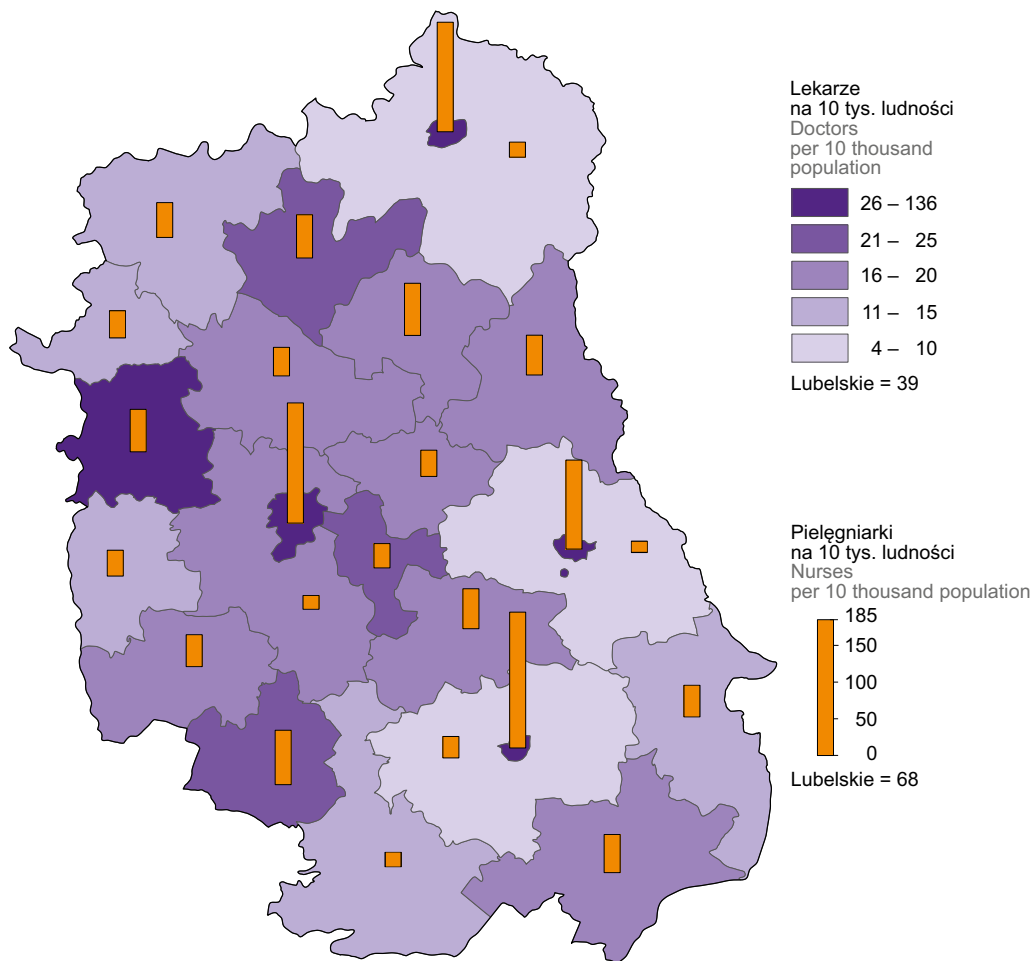 Lekarze
na 10 tys. ludności
Doctors
per 10 thousand
population
26 – 136
21 – 25
16 – 20
11 – 15
4 – 10
Lubelskie = 39
Pielęgniarki
na 10 tys. ludności
Nurses
per 10 thousand population
185
150
100
50
0
Lubelskie = 68